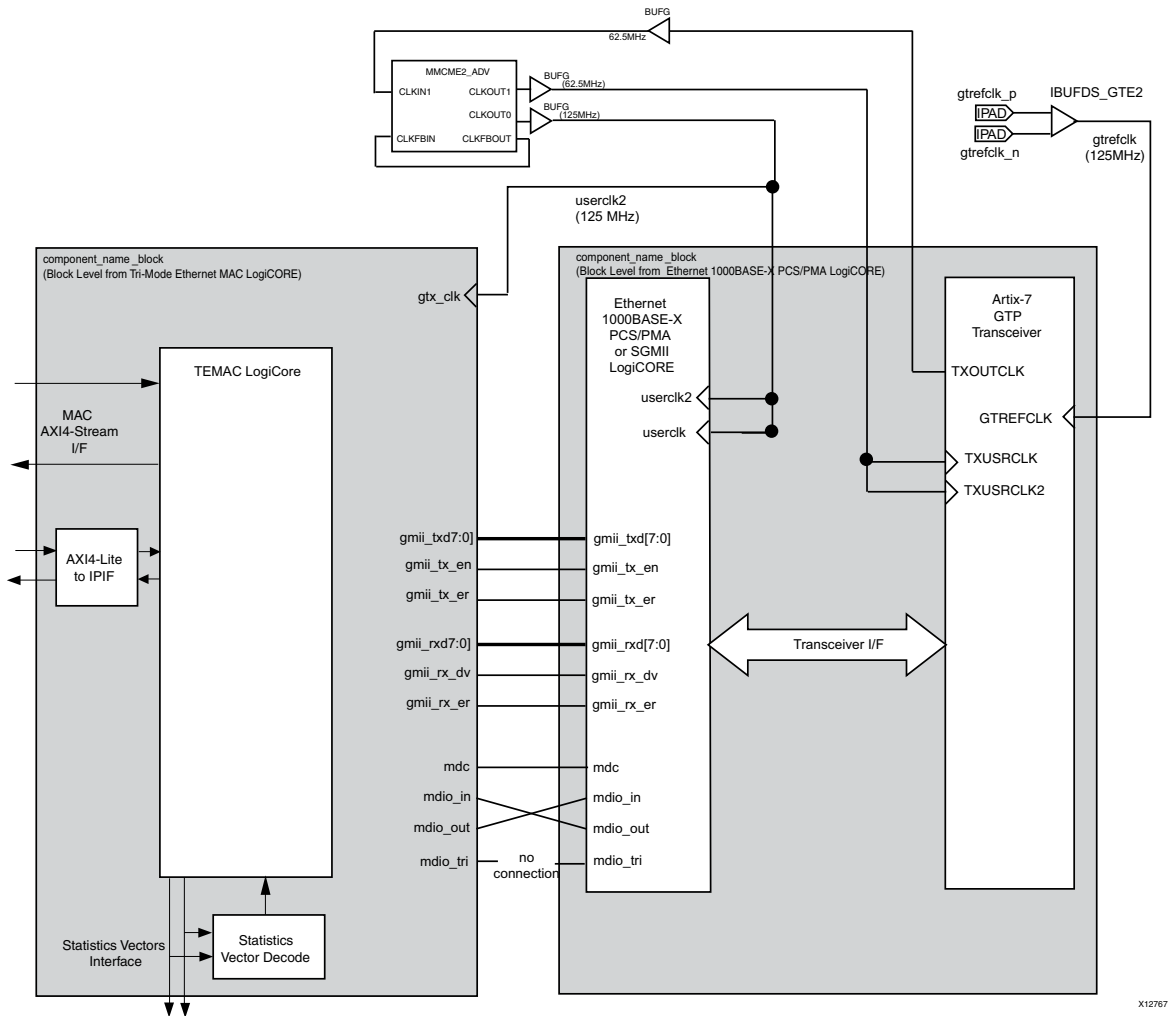 BUFG
62.5MHz
MMCME2_ADV
CLKIN1
CLKOUT1
CLKOUT0
CLKFBIN
CLKFBOUT
BUFG
(62.5MHz)
BUFG
(125MHz)
gtrefclk_p
IPAD
IPAD
gtrefclk_n
IBUFDS_GTE2
gtrefclk
(125MHz)
userclk2
(125 MHz)
component_name_block
(Block Level from Tri-Mode Ethernet MAC LogiCORE)
gtx_clk
TEMAC LogiCore
MAC
AXI4-Stream
I/F
AXI4-Lite
to IPIF
gmii_txd7:0]
gmii_tx_en
gmii_tx_er
gmii_rxd7:0]
gmii_rx_dv
gmii_rx_er
mdc
mdio_in
mdio_out
mdio_tri
no
connection
Statistics Vectors
Interface
Statistics
Vector Decode
component_name_block
(Block Level from Ethernet 1000BASE-X PCS/PMA LogiCORE)
Ethernet
1000BASE-X
PCS/PMA
or SGMII
LogiCORE
userclk2
userclk
gmii_txd[7:0]
gmii_tx_en
gmii_tx_er
gmii_rxd[7:0]
gmii_rx_dv
gmii_rx_er
mdc
mdio_in
mdio_out
mdio_tri
Transceiver I/F
Artix-7
GTP
Transceiver
TXOUTCLK
GTREFCLK
TXUSRCLK
TXUSRCLK2
X12767